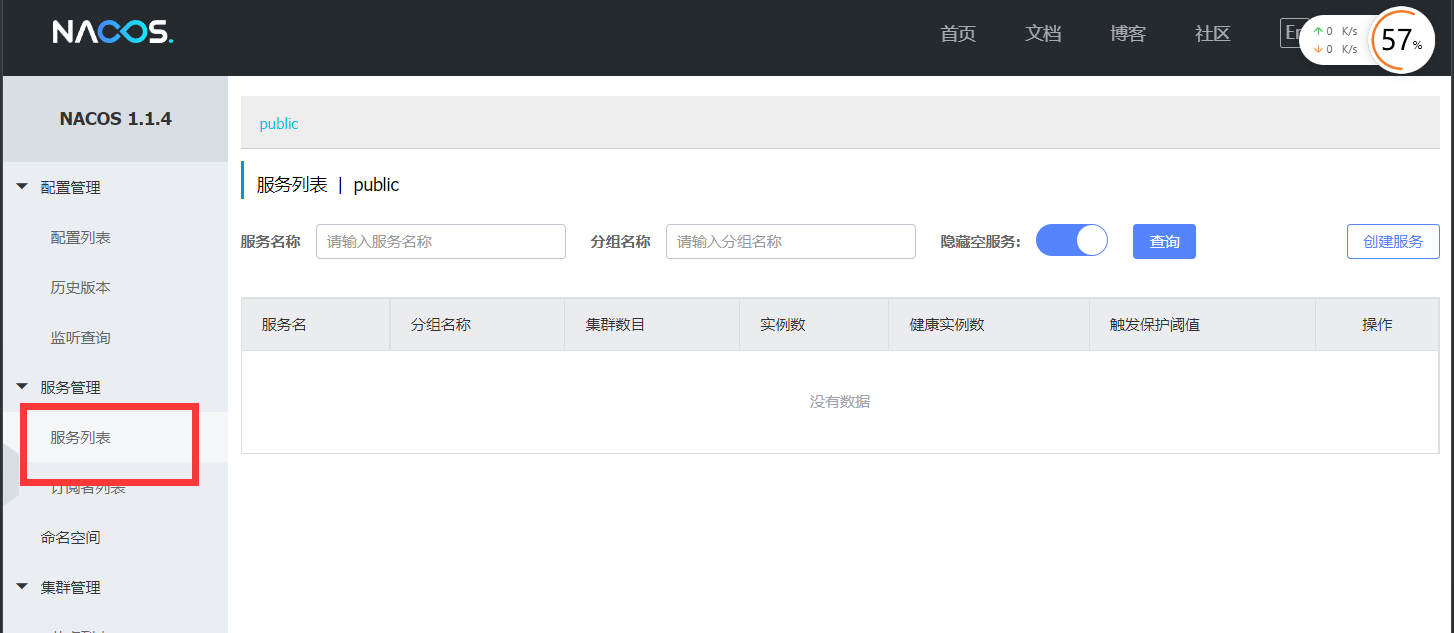 NACOS.
首页 文档 博客 社区 En
↑ 0 K/s
↓ 0 K/s
57%
NACOS 1.1.4
配置管理
配置列表
历史版本
监听查询
服务管理
服务列表
订阅者列表
命名空间
集群管理
public
服务列表 | public
服务名称 请输入服务名称 分组名称 请输入分组名称 隐藏空服务: 查询 创建服务
服务名 分组名称 集群数目 实例数 健康实例数 触发保护阈值 操作
没有数据